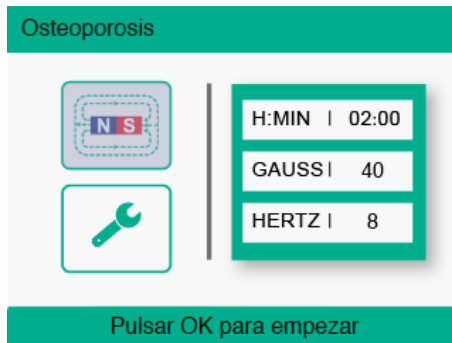 Osteoporosis
N S
H:MIN | 02:00
GAUSS | 40
HERTZ | 8
Pulsar OK para empezar